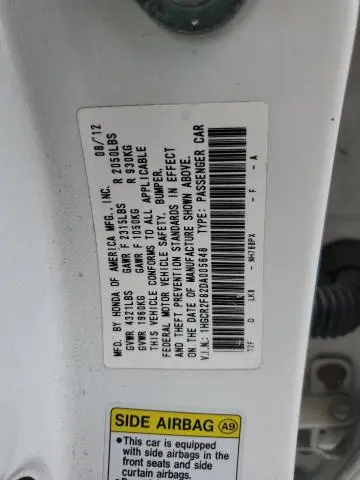 MFD. BY HONDA OF AMERICA MFG., INC. 08/12
GVWR 4321LBS GAWR F 2315LBS R 2050LBS
GVWR 1960KG GAWR F 1050KG R 930KG
THIS VEHICLE CONFORMS TO ALL APPLICABLE
FEDERAL MOTOR VEHICLE SAFETY, BUMPER,
AND THEFT PREVENTION STANDARDS IN EFFECT
ON THE DATE OF MANUFACTURE SHOWN ABOVE.
V.I.N.: 1HGCR2F82DA005648 TYPE: PASSENGER CAR
T2F D LK8 - NH788PX - F - A
SIDE AIRBAG A9
•This car is equipped
with side airbags in the
front seats and side
curtain airbags.